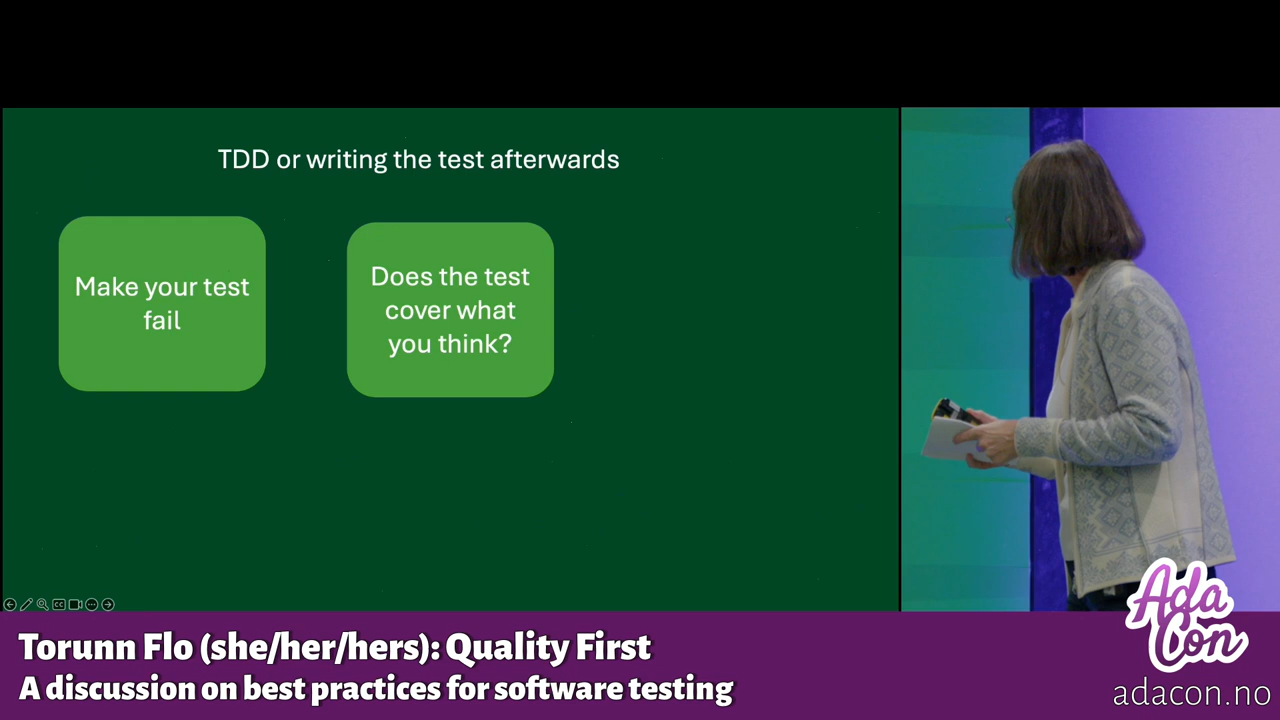 TDD or writing the test afterwards
Make your test
fail
Does the test
cover what
you think?
Torunn Flo (she/her/hers): Quality First
A discussion on best practices for software testing
Ada
Con
adacon.no